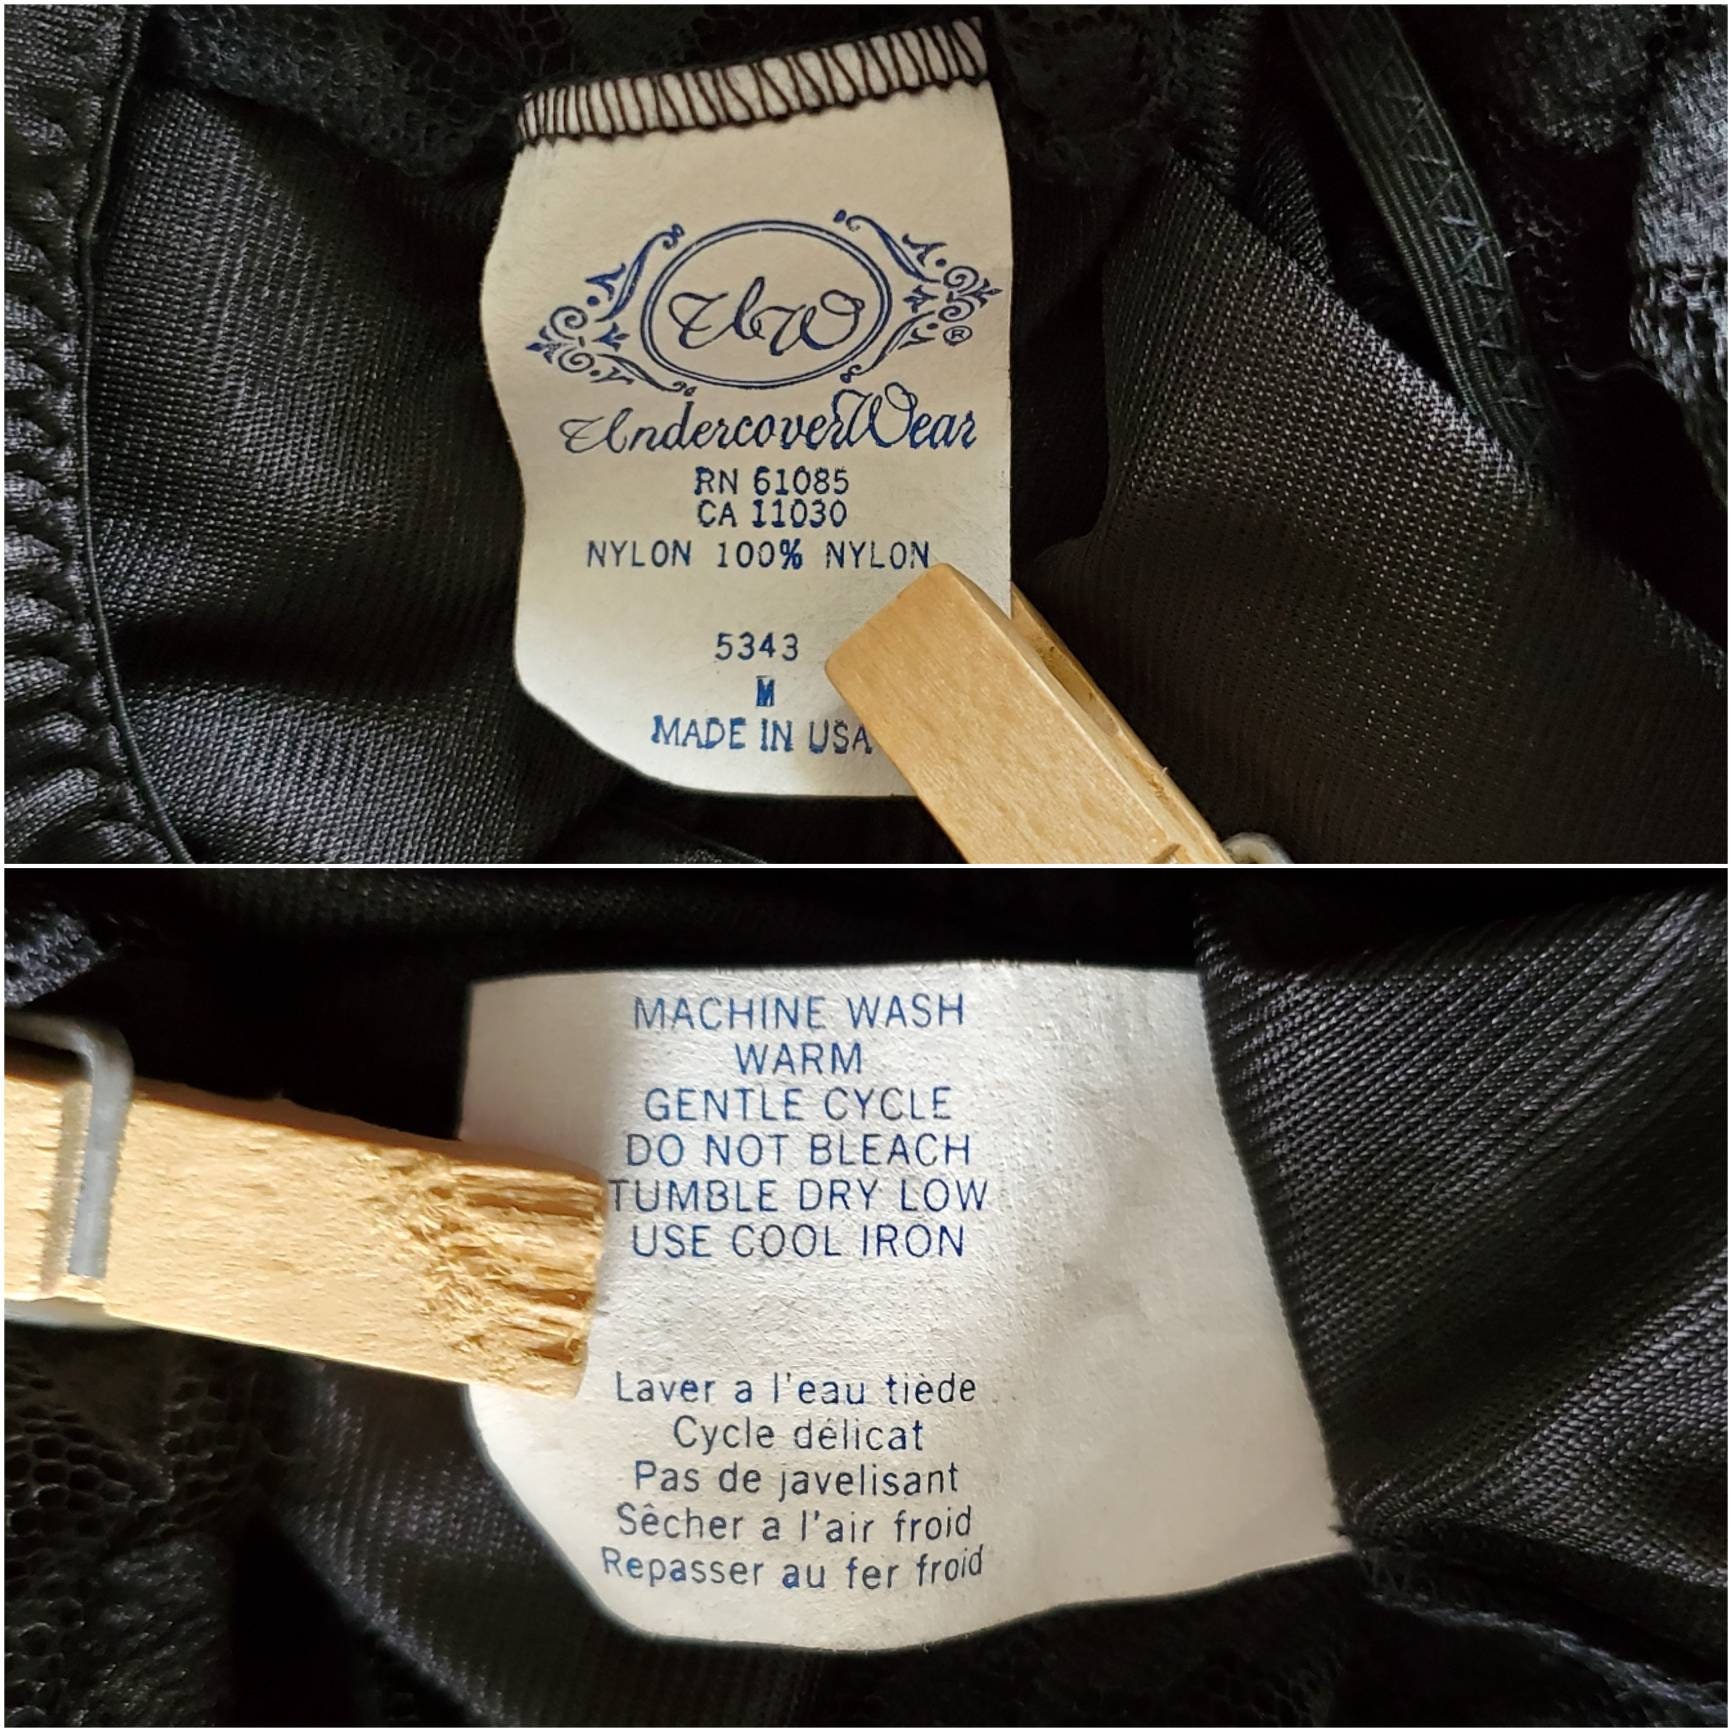 UW
®
UndercoverWear
RN 61085
CA 11030
NYLON 100% NYLON
5343
M
MADE IN USA
MACHINE WASH
WARM
GENTLE CYCLE
DO NOT BLEACH
TUMBLE DRY LOW
USE COOL IRON
Laver a l'eau tiède
Cycle délicat
Pas de javelisant
Sêcher a l'air froid
Repasser au fer froid